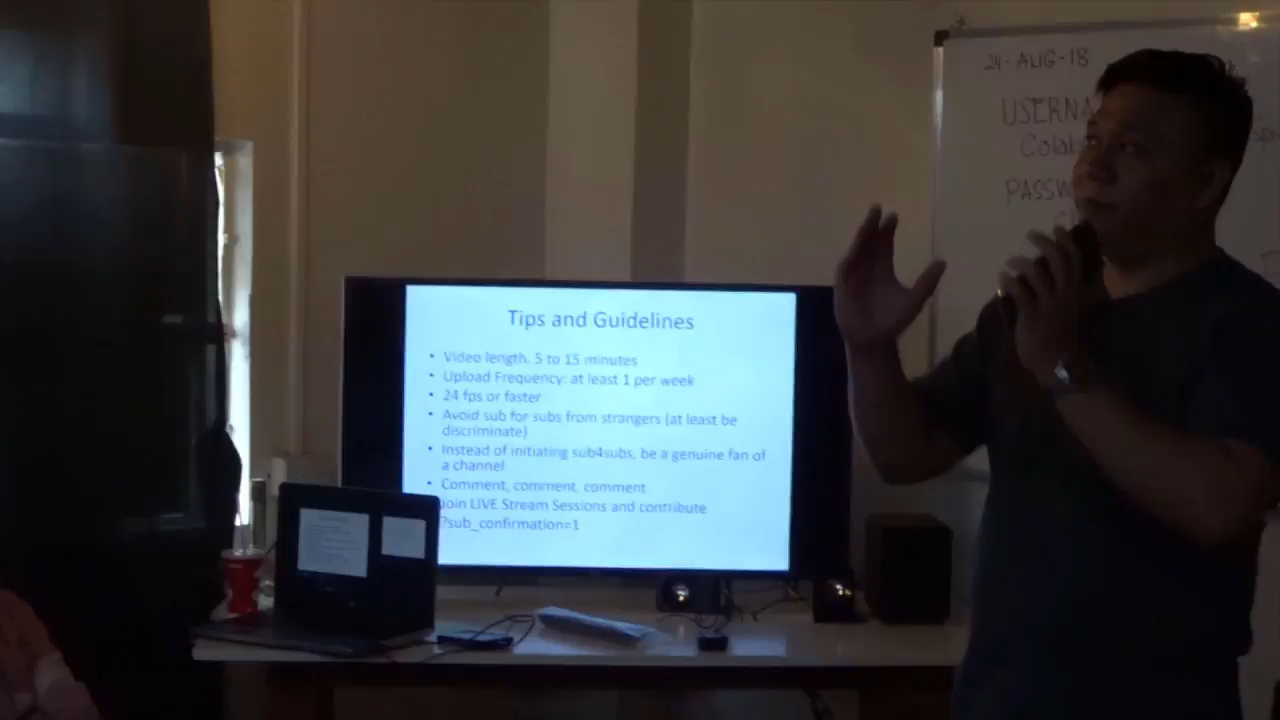 24-AUG-18
USERNA
Colab
PASSW
Tips and Guidelines
• Video length. 5 to 15 minutes
• Upload Frequency: at least 1 per week
• 24 fps or faster
• Avoid sub for subs from strangers (at least be
discriminate)
• Instead of initiating sub4subs, be a genuine fan of
a channel
• Comment, comment, comment
Join LIVE Stream Sessions and contribute
?sub_confirmation=1